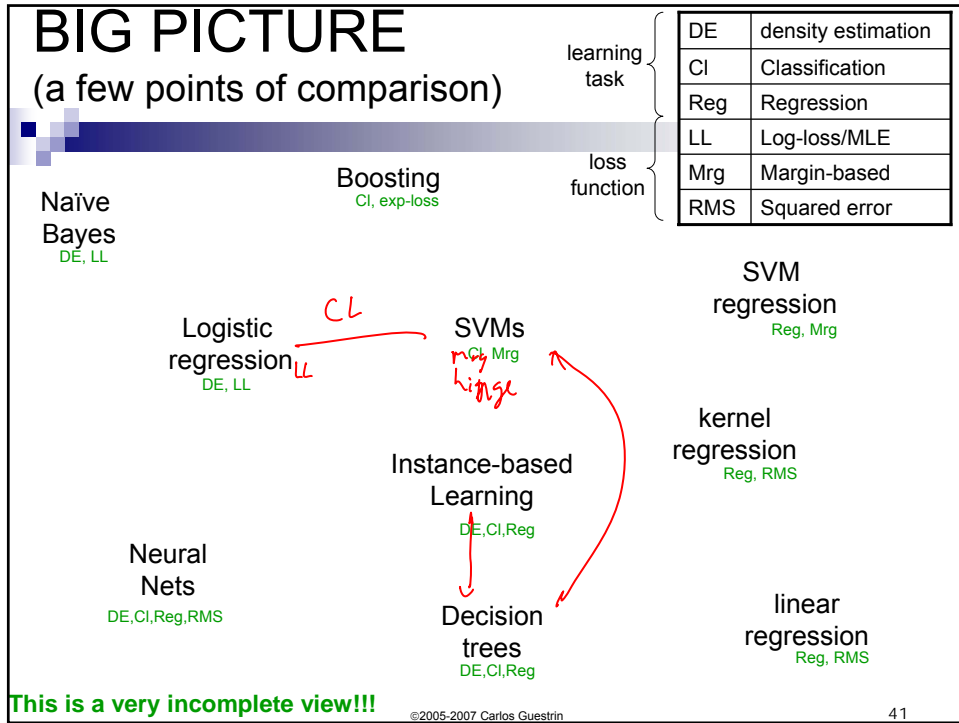 BIG PICTURE
(a few points of comparison)
learning
task
DE density estimation
Cl Classification
Reg Regression
loss
function
LL Log-loss/MLE
Mrg Margin-based
RMS Squared error
Boosting
Cl, exp-loss
Naïve
Bayes
DE, LL
SVM
regression
Reg, Mrg
CL
Logistic
regression
LL
DE, LL
SVMs
Cl, Mrg
mrg
hinge
kernel
regression
Reg, RMS
Instance-based
Learning
DE,Cl,Reg
Neural
Nets
DE,Cl,Reg,RMS
Decision
trees
DE,Cl,Reg
linear
regression
Reg, RMS
This is a very incomplete view!!!
©2005-2007 Carlos Guestrin
41